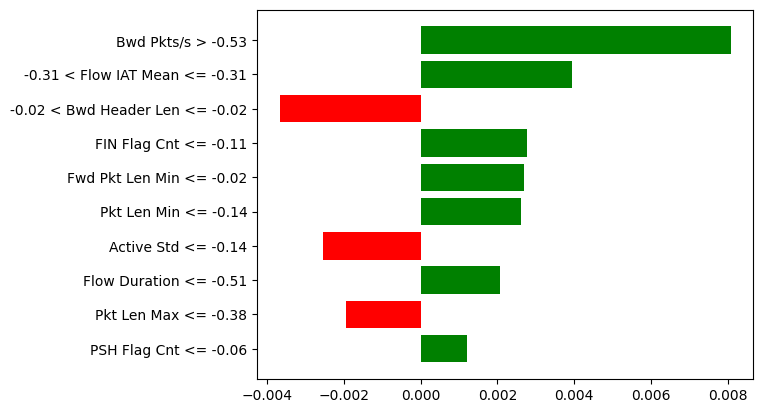 Bwd Pkts/s > -0.53
-0.31 < Flow IAT Mean <= -0.31
-0.02 < Bwd Header Len <= -0.02
FIN Flag Cnt <= -0.11
Fwd Pkt Len Min <= -0.02
Pkt Len Min <= -0.14
Active Std <= -0.14
Flow Duration <= -0.51
Pkt Len Max <= -0.38
PSH Flag Cnt <= -0.06
−0.004 −0.002 0.000 0.002 0.004 0.006 0.008